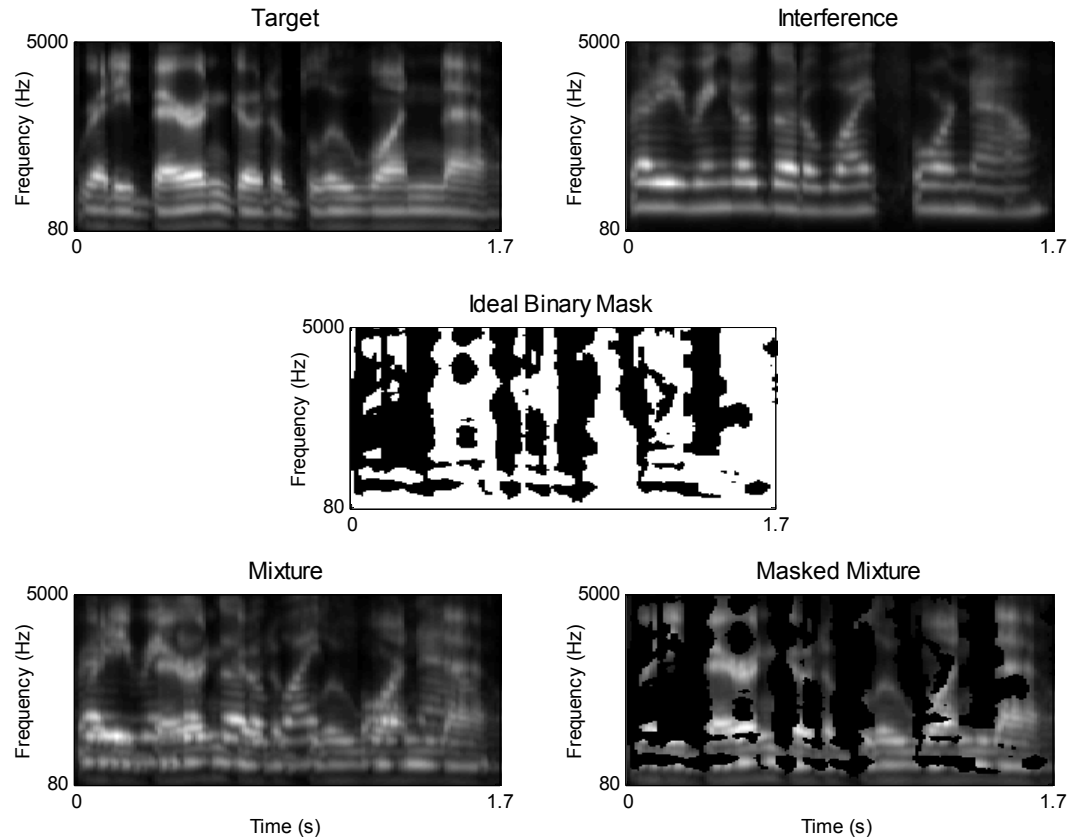 Target
Interference
5000
Frequency (Hz)
80
0
1.7
5000
Frequency (Hz)
80
0
1.7
Ideal Binary Mask
5000
Frequency (Hz)
80
0
1.7
Mixture
Masked Mixture
5000
Frequency (Hz)
80
0
1.7
Time (s)
5000
Frequency (Hz)
80
0
1.7
Time (s)